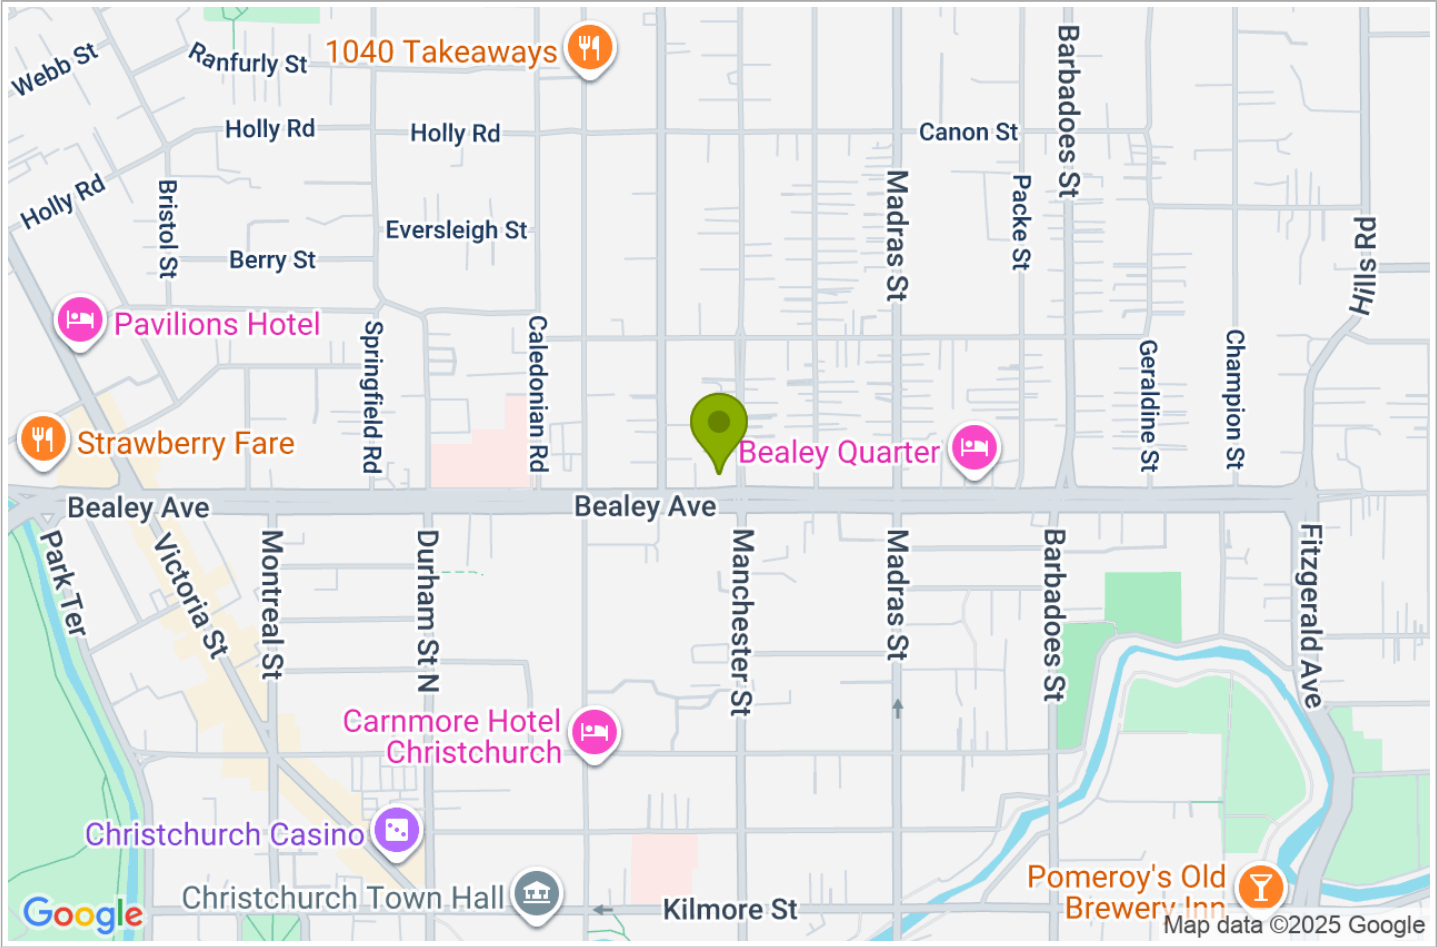 Webb St
Ranfurly St
1040 Takeaways
Barbadoes St
Holly Rd
Holly Rd
Canon St
Holly Rd
Bristol St
Madras St
Packe St
Eversleigh St
Berry St
Hills Rd
Pavilions Hotel
Springfield Rd
Caledonian Rd
Geraldine St
Champion St
Strawberry Fare
Bealey Quarter
Bealey Ave
Bealey Ave
Park Ter
Victoria St
Montreal St
Durham St N
Manchester St
Madras St
Barbadoes St
Fitzgerald Ave
Carnmore Hotel
Christchurch
Christchurch Casino
Christchurch Town Hall
Kilmore St
Pomeroy's Old
Brewery Inn
Google
Map data ©2025 Google